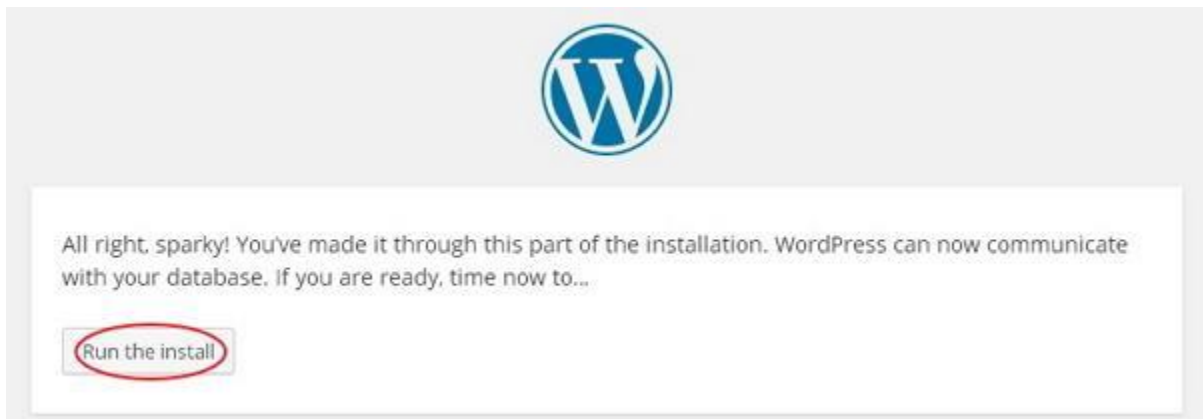 All right, sparky! You've made it through this part of the installation. WordPress can now communicate
with your database. If you are ready, time now to...
Run the install